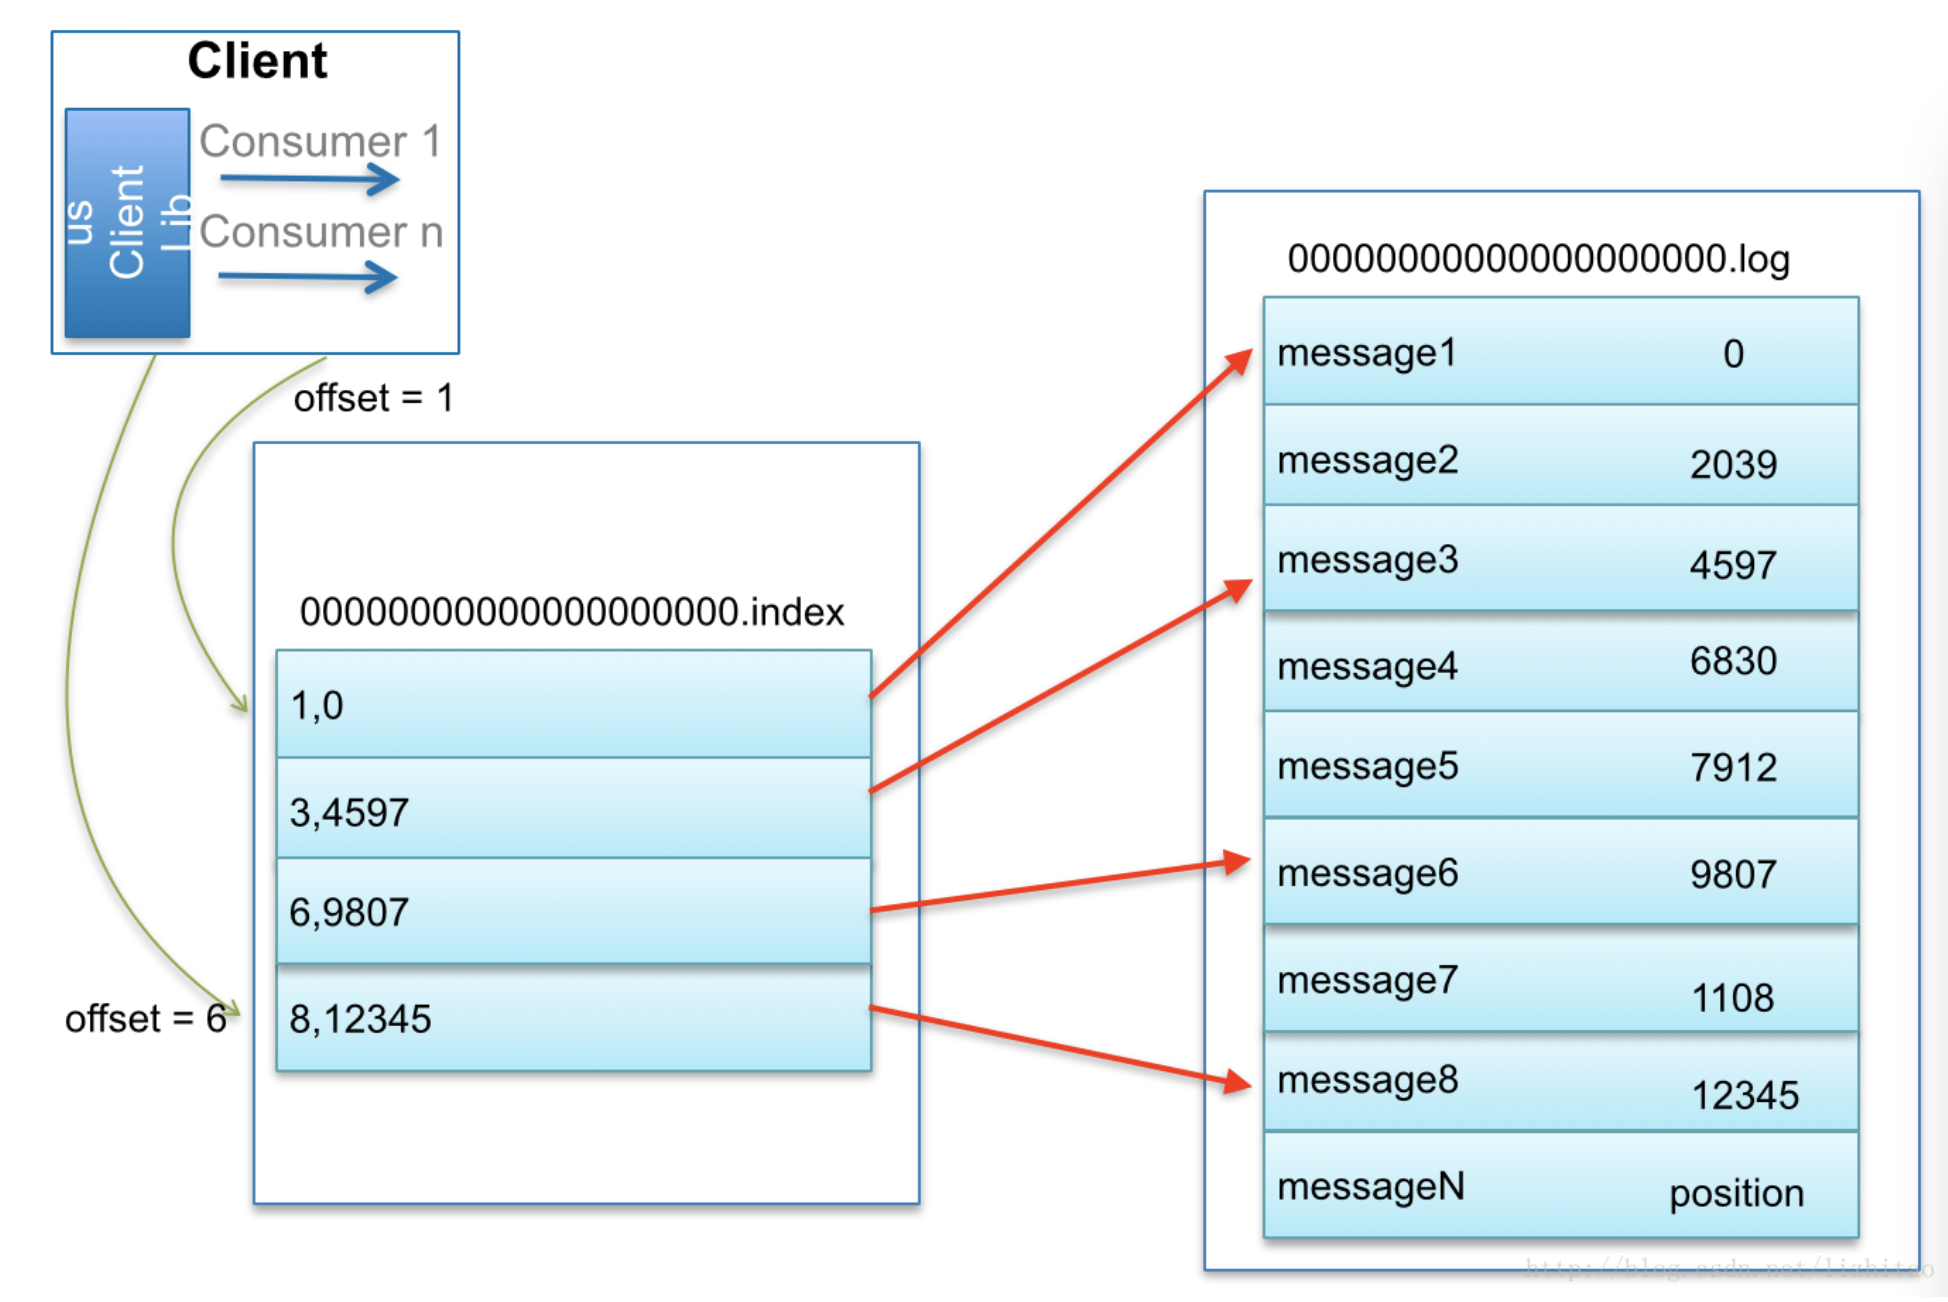 Client
us
Client
Lib
Consumer 1
Consumer n
offset = 1
offset = 6
00000000000000000000.index
1,0
3,4597
6,9807
8,12345
00000000000000000000.log
message1 0
message2 2039
message3 4597
message4 6830
message5 7912
message6 9807
message7 1108
message8 12345
messageN position
http://blog.csdn.net/lizhitao